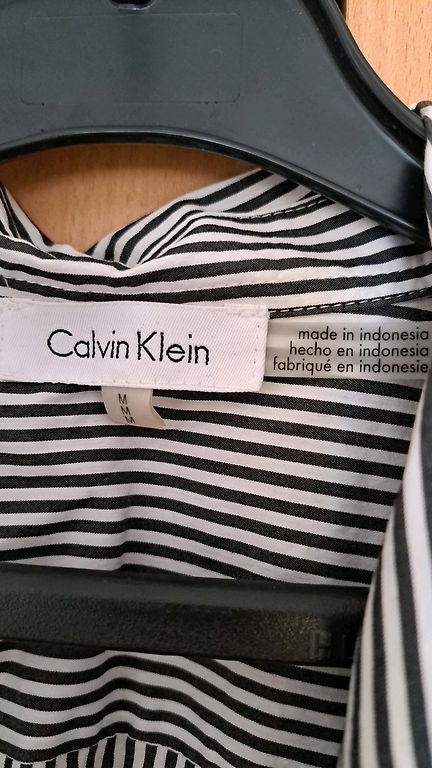 Calvin Klein
made in indonesia
hecho en indonesia
fabriqué en indonesie
M
M
M